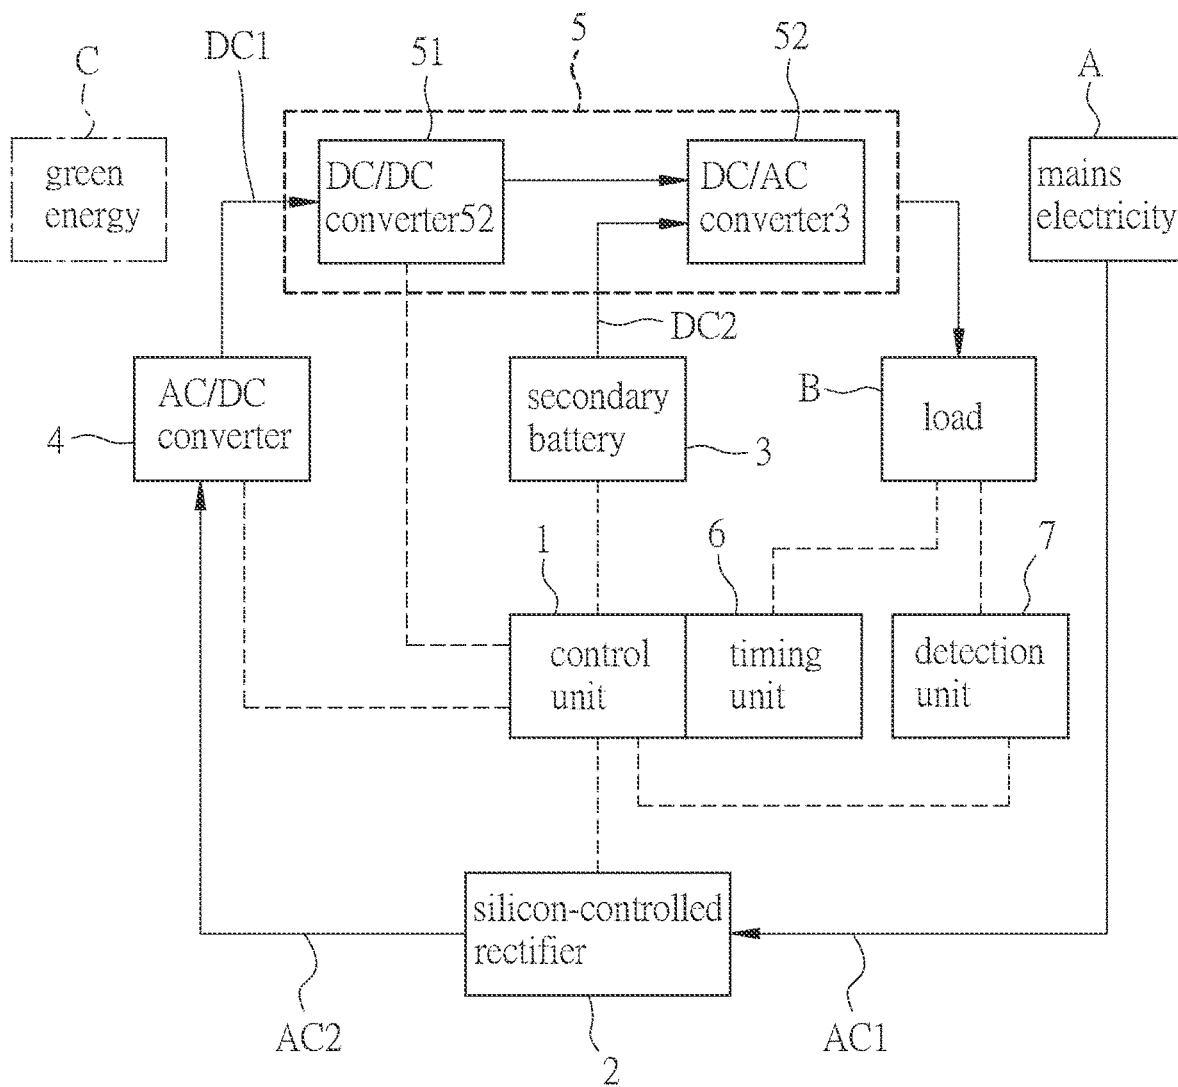 5
52
DC1
51
C
A
green
energy
DC/DC
converter52
DC/AC
converter3
mains
electricity
DC2
AC/DC
converter
4
secondary
battery
3
B
load
1
6
7
control
unit
timing
unit
detection
unit
silicon-controlled
rectifier
AC2
2
AC1